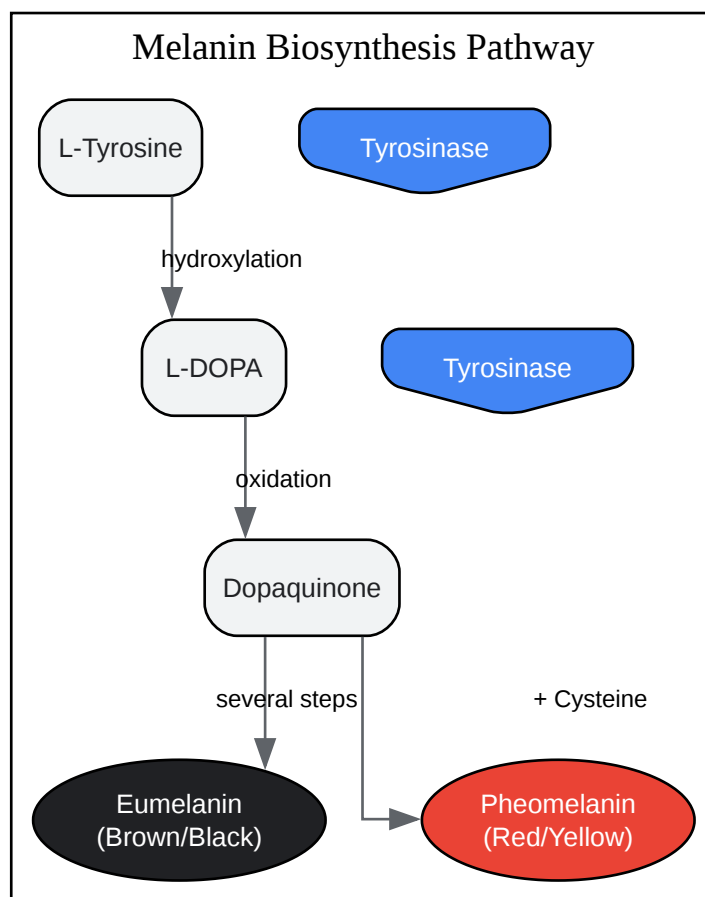 Melanin Biosynthesis Pathway
L-Tyrosine
Tyrosinase
hydroxylation
L-DOPA
Tyrosinase
oxidation
Dopaquinone
several steps
+ Cysteine
Eumelanin
(Brown/Black)
Pheomelanin
(Red/Yellow)